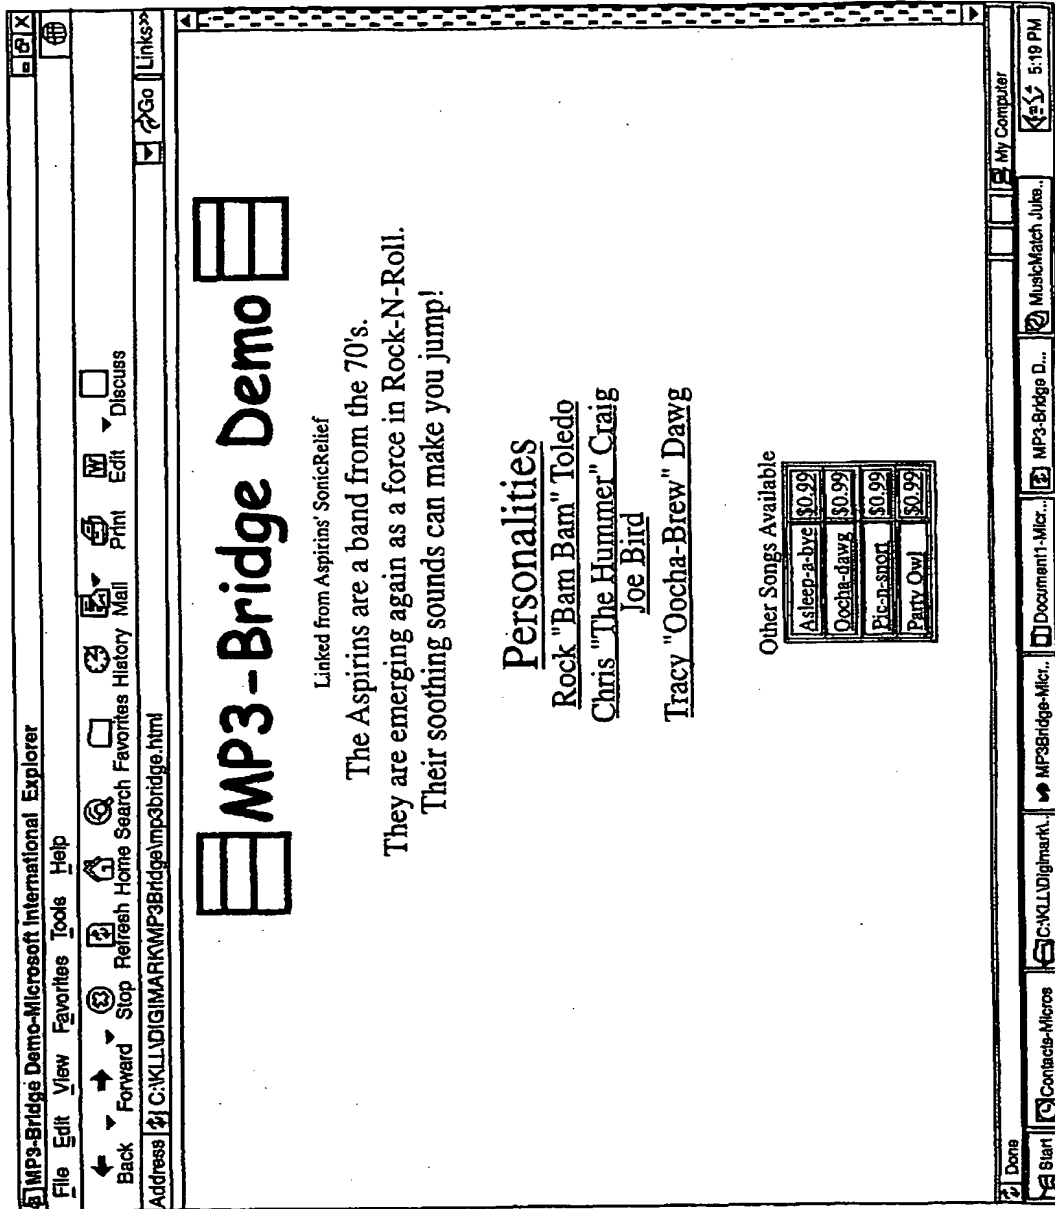 MP3-Bridge Demo-Microsoft International Explorer
File Edit View Favorites Tools Help
Back Forward Stop Refresh Home Search Favorites History Mail Print Edit Discuss
Address C:\KLL\DIGIMARK\MP3Bridge\mp3bridge.html Go Links»
MP3-Bridge Demo
Linked from Aspirins' SonicRelief
The Aspirins are a band from the 70's.
They are emerging again as a force in Rock-N-Roll.
Their soothing sounds can make you jump!
Personalities
Rock "Bam Bam" Toledo
Chris "The Hummer" Craig
Joe Bird
Tracy "Oocha-Brew" Dawg
Other Songs Available
Asleep-a-bye $0.99
Oocha-dawg $0.99
Pic-n-snort $0.99
Party Owl $0.99
Done My Computer
Start Contacts-Micros C:\KLL\Digimark\.. MP3Bridge-Micr.. Document1-Micr... MP3-Bridge D... MusicMatch Juke.. 5:19 PM